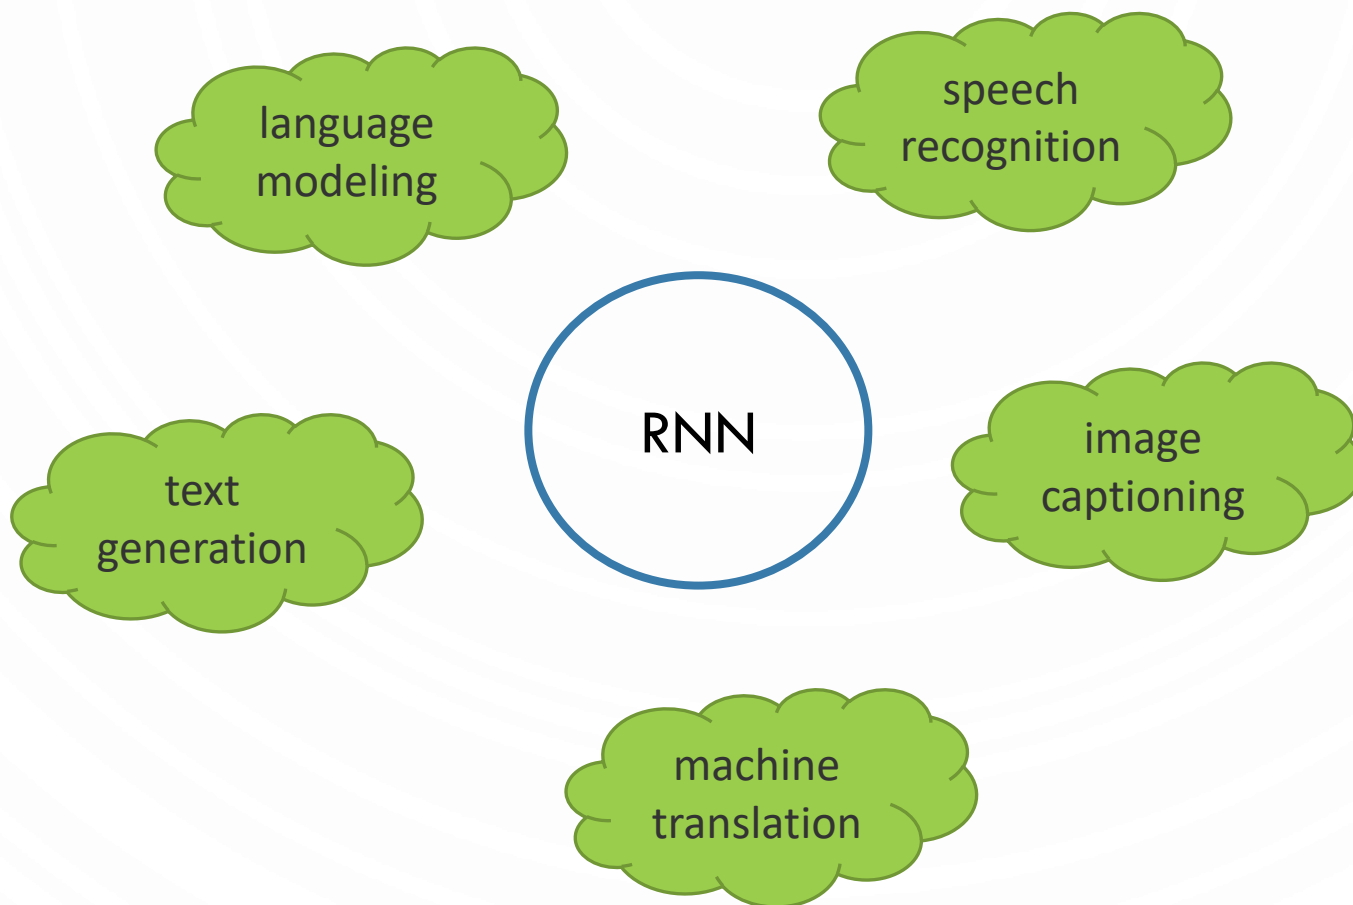 language
modeling
speech
recognition
RNN
text
generation
image
captioning
machine
translation